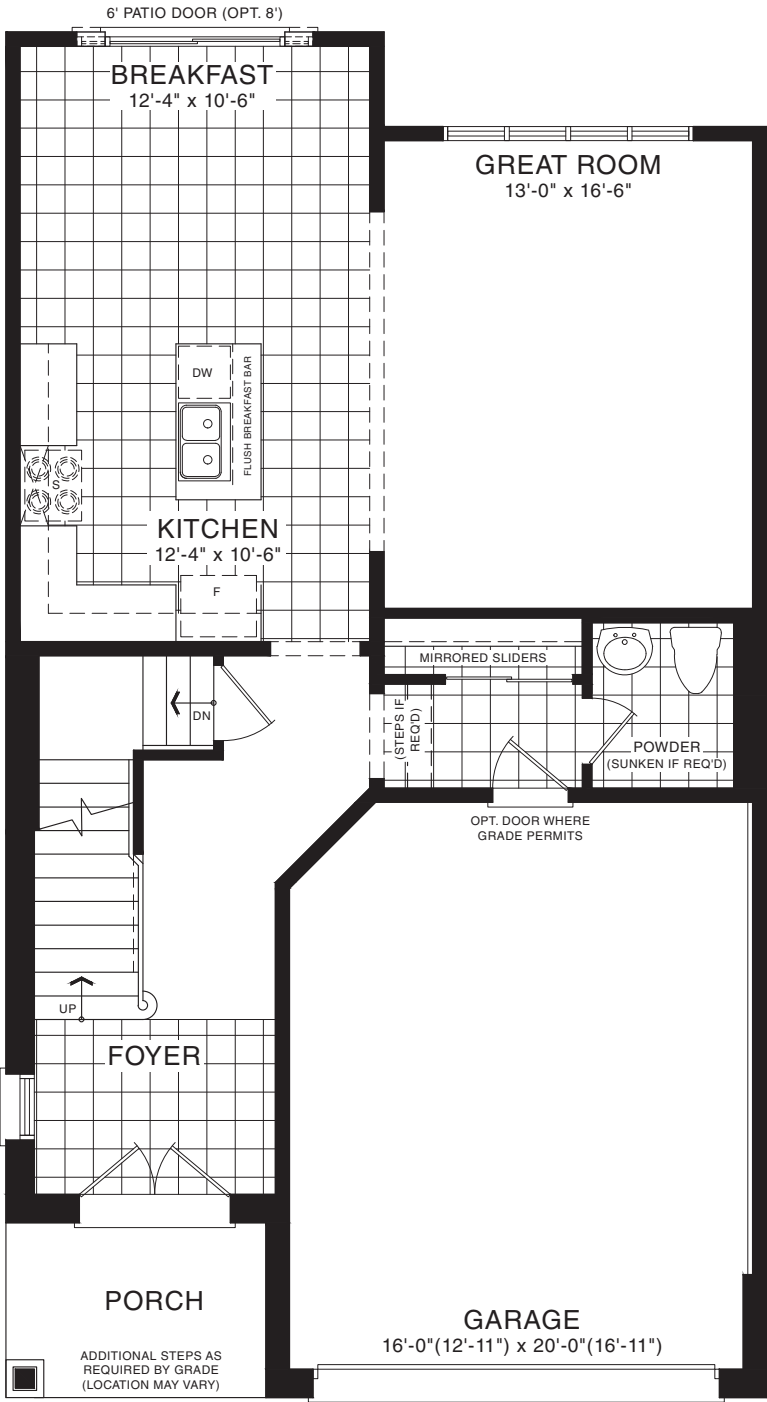 6' PATIO DOOR (OPT. 8')
BREAKFAST
12'-4" x 10'-6"
GREAT ROOM
13'-0" x 16'-6"
DW
FLUSH BREAKFAST BAR
S
KITCHEN
12'-4" x 10'-6"
F
MIRRORED SLIDERS
DN
(STEPS IF
REQ'D)
POWDER
(SUNKEN IF REQ'D)
OPT. DOOR WHERE
GRADE PERMITS
UP
FOYER
PORCH
ADDITIONAL STEPS AS
REQUIRED BY GRADE
(LOCATION MAY VARY)
GARAGE
16'-0"(12'-11") x 20'-0"(16'-11")